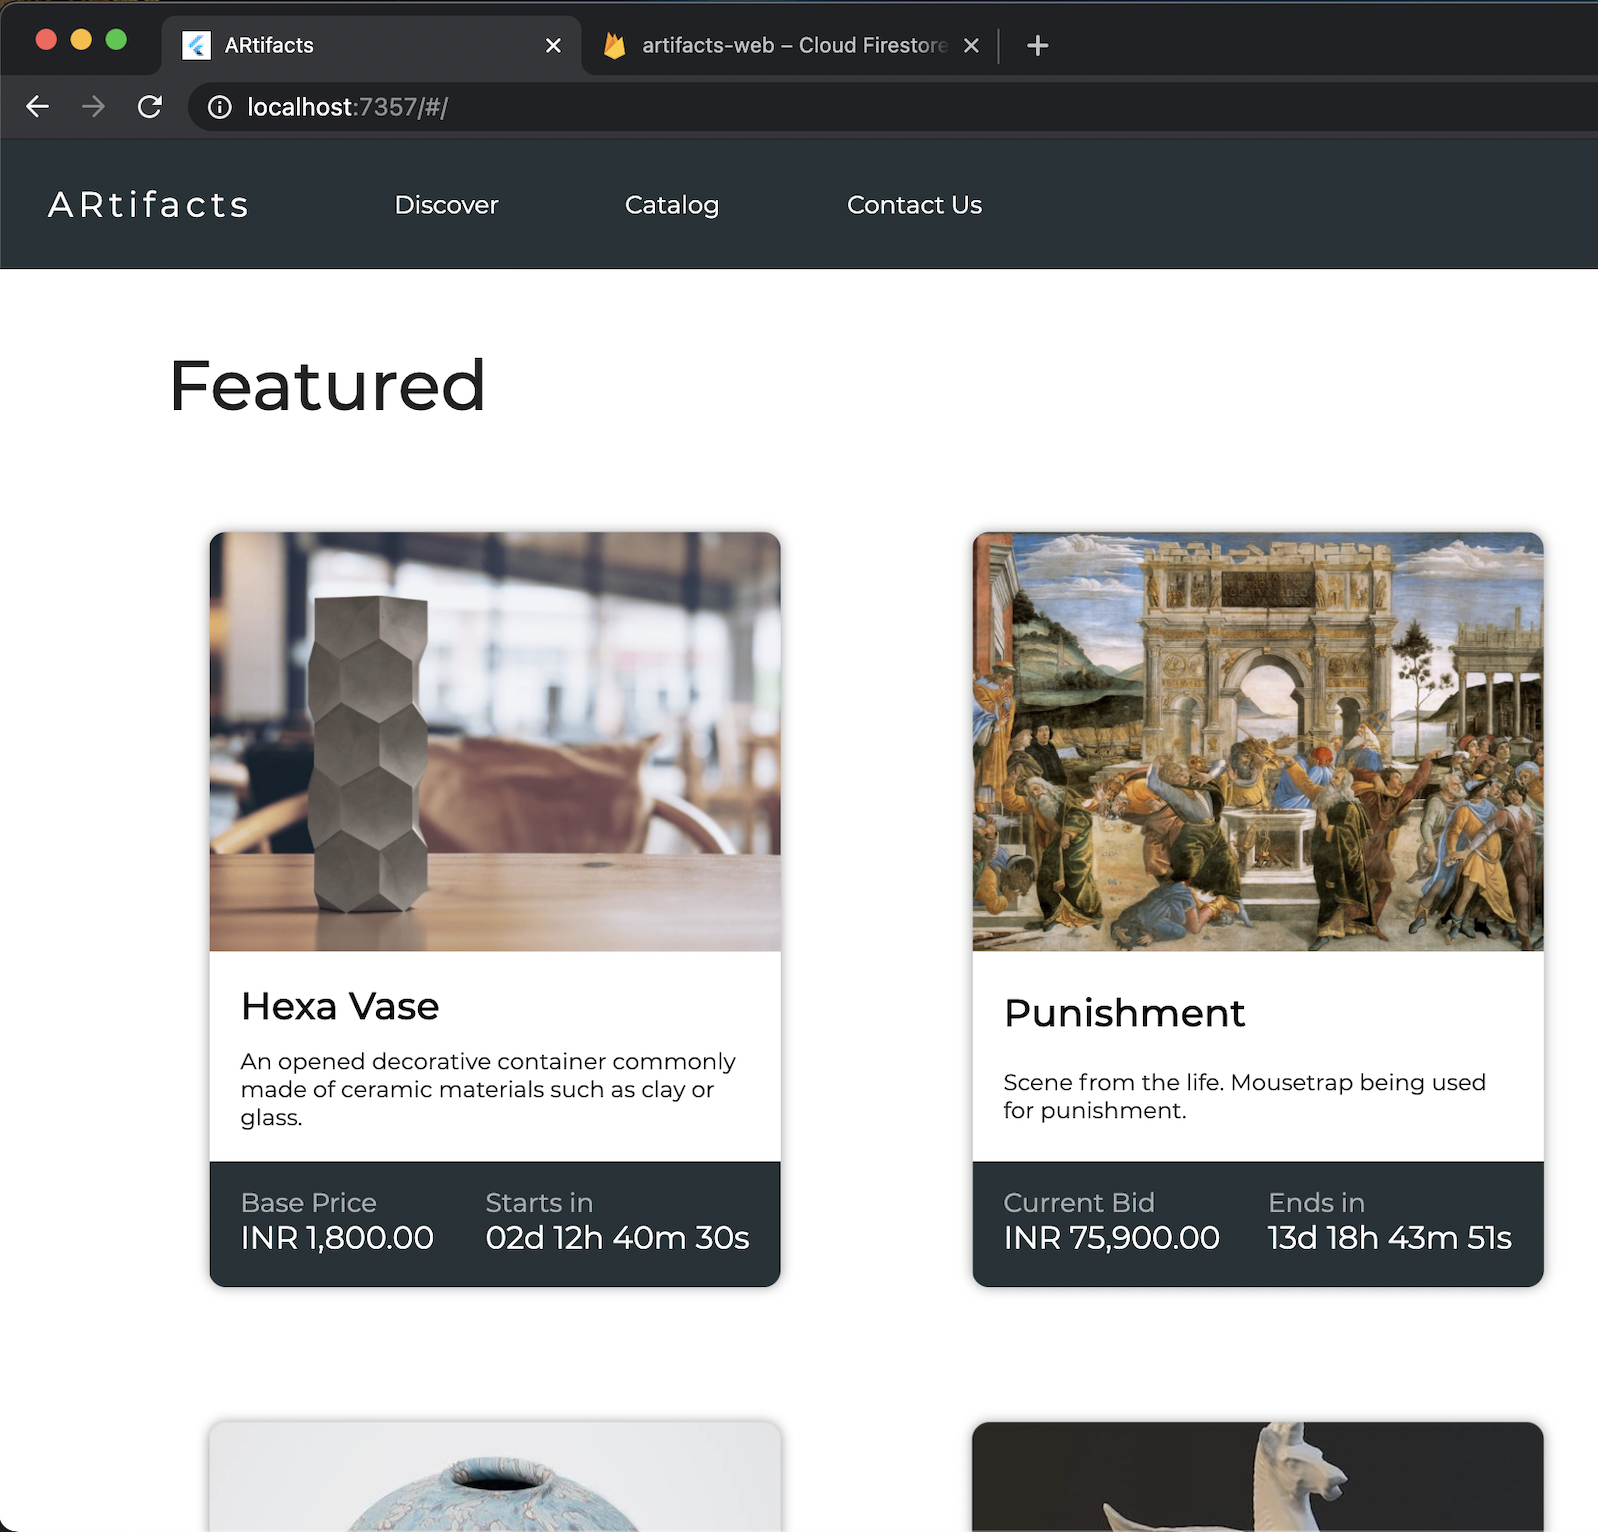 ARtifacts
artifacts-web – Cloud Firestore
localhost:7357/#/
ARtifacts
Discover
Catalog
Contact Us
Featured
Hexa Vase
An opened decorative container commonly
made of ceramic materials such as clay or
glass.
Base Price
Starts in
INR 1,800.00
02d 12h 40m 30s
Punishment
Scene from the life. Mousetrap being used
for punishment.
Current Bid
Ends in
INR 75,900.00
13d 18h 43m 51s